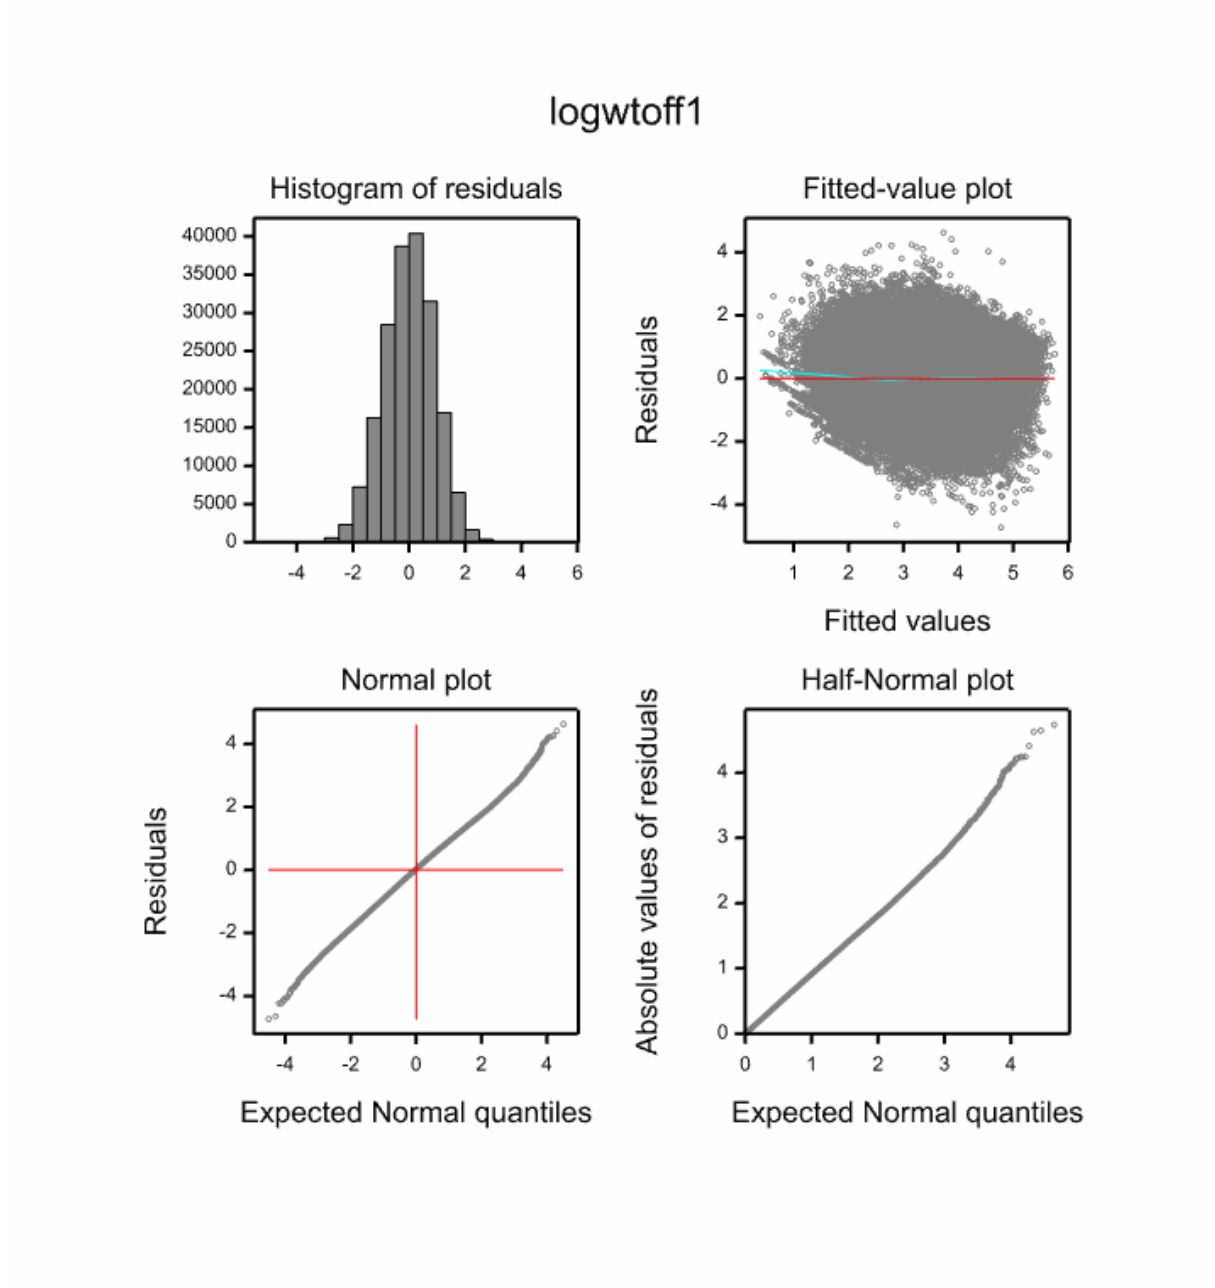 logwtoff1
Histogram of residuals
40000
35000
30000
25000
20000
15000
10000
5000
0
-4 -2 0 2 4 6
Fitted-value plot
Residuals
4
2
0
-2
-4
1 2 3 4 5 6
Fitted values
Normal plot
Residuals
4
2
0
-2
-4
-4 -2 0 2 4
Expected Normal quantiles
Half-Normal plot
Absolute values of residuals
4
3
2
1
0
0 1 2 3 4
Expected Normal quantiles